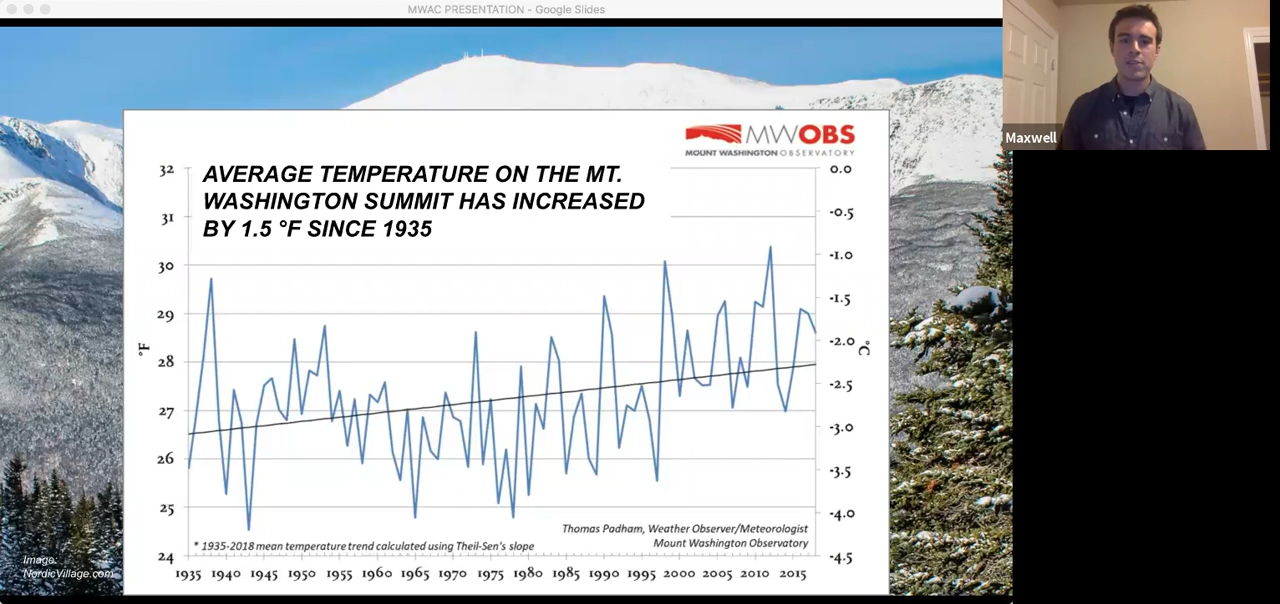 MWAC PRESENTATION - Google Slides
Maxwell
MWOBS
MOUNT WASHINGTON OBSERVATORY
AVERAGE TEMPERATURE ON THE MT.
WASHINGTON SUMMIT HAS INCREASED
BY 1.5 °F SINCE 1935
32
31
30
29
28
27
26
25
24
°F
0.0
-0.5
-1.0
-1.5
-2.0
-2.5
-3.0
-3.5
-4.0
-4.5
°C
Thomas Padham, Weather Observer/Meteorologist
Mount Washington Observatory
* 1935-2018 mean temperature trend calculated using Theil-Sen's slope
1935 1940 1945 1950 1955 1960 1965 1970 1975 1980 1985 1990 1995 2000 2005 2010 2015
Image:
NordicVillage.com